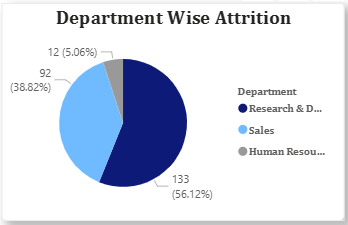 Department Wise Attrition
12 (5.06%)
92
(38.82%)
133
(56.12%)
Department
Research & D...
Sales
Human Resou...